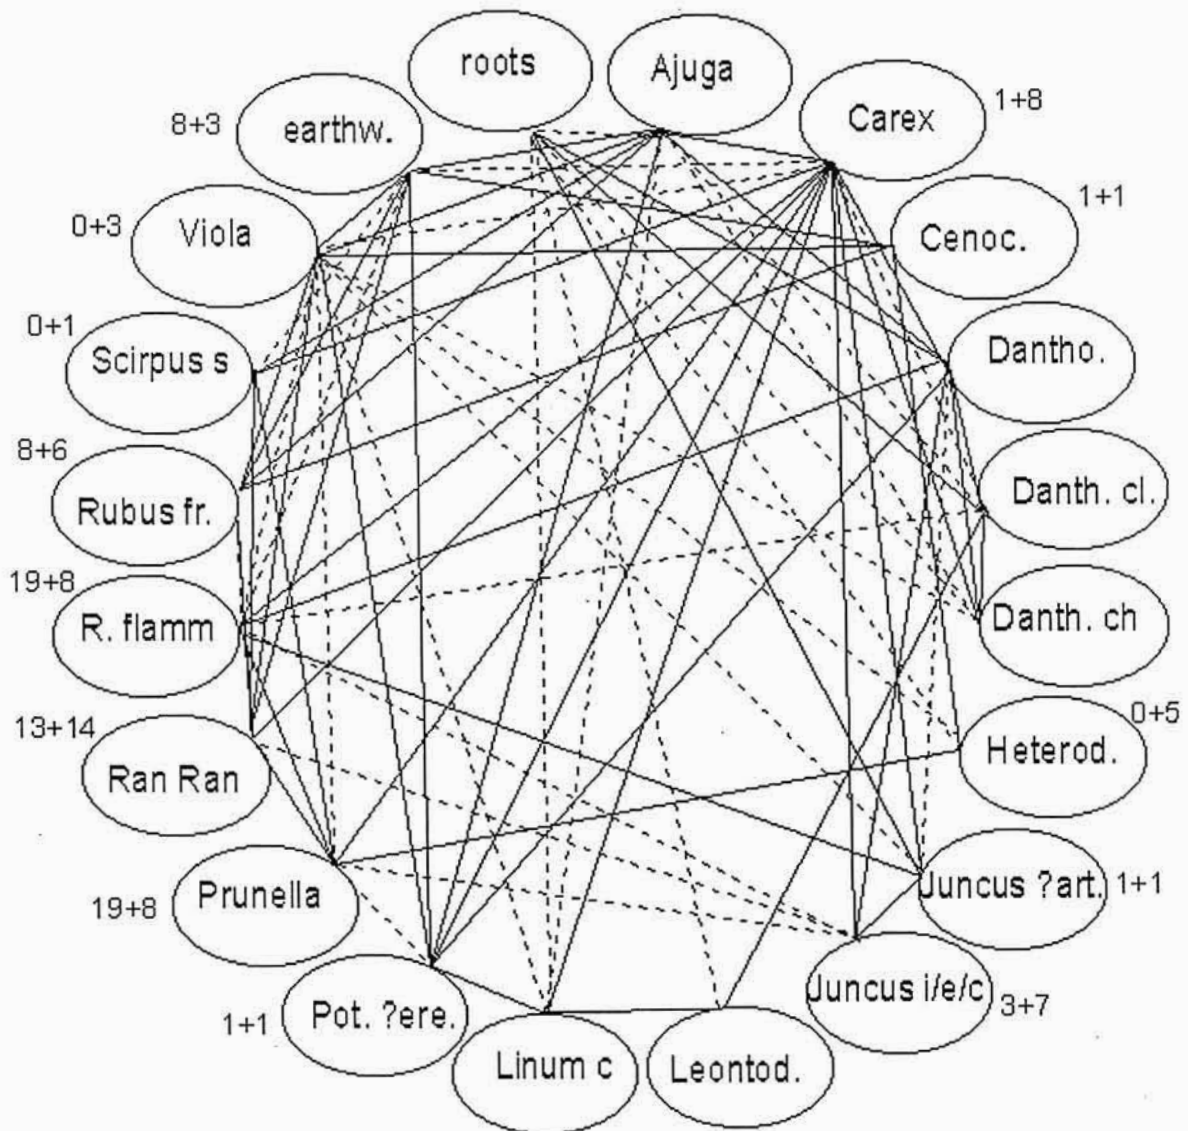 roots
Ajuga
Carex
1+8
8+3
earthw.
Cenoc.
1+1
0+3
Viola
Dantho.
0+1
Scirpus s
Danth. cl.
8+6
Rubus fr.
Danth. ch
19+8
R. flamm
Heterod.
0+5
13+14
Ran Ran
Juncus ?art.
1+1
19+8
Prunella
Juncus i/e/c
3+7
1+1
Pot. ?ere.
Linum c
Leontod.